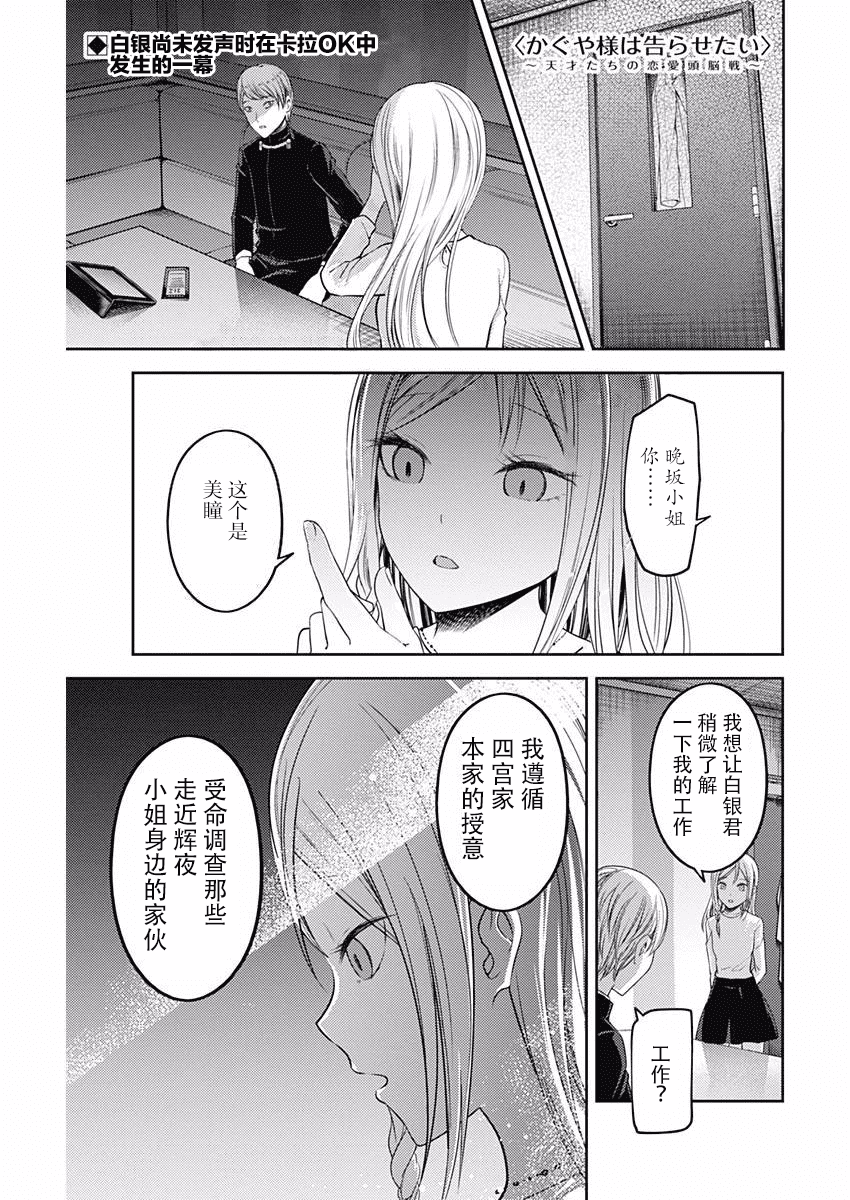 〈かぐや様は告らせたい〉
～天才たちの恋愛頭脳戦～
◆白银尚未发声时在卡拉OK中
发生的一幕
晚坂小姐
你……
这个是
美瞳
我想让白银君
稍微了解
一下我的工作
工作？
我遵循
四宫家
本家的授意
受命调查那些
走近辉夜
小姐身边的家伙